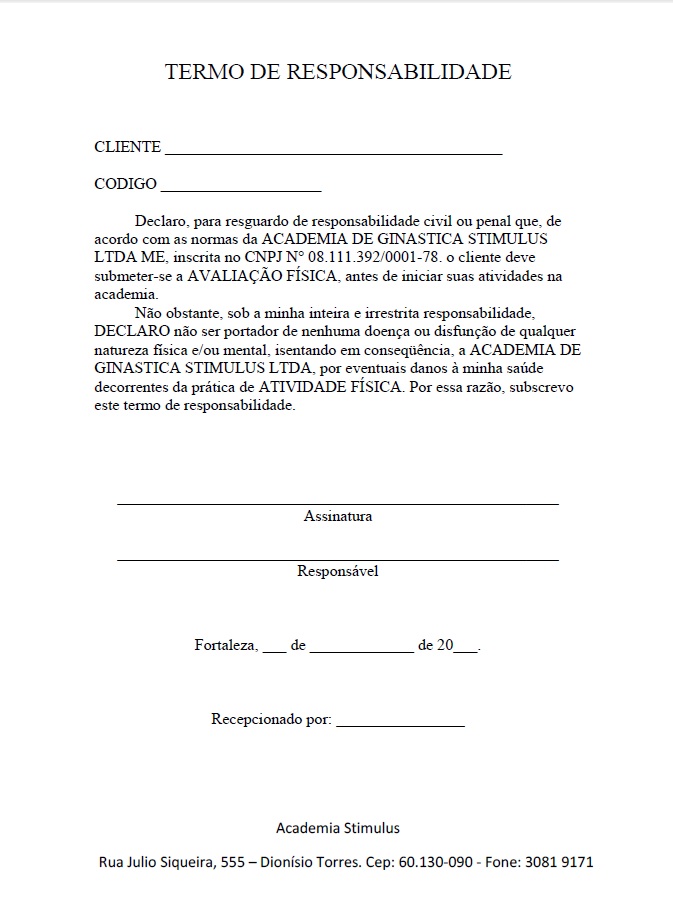 TERMO DE RESPONSABILIDADE
CLIENTE ___________________________________________
CODIGO _____________________
Declaro, para resguardo de responsabilidade civil ou penal que, de
acordo com as normas da ACADEMIA DE GINASTICA STIMULUS
LTDA ME, inscrita no CNPJ N° 08.111.392/0001-78. o cliente deve
submeter-se a AVALIAÇÃO FÍSICA, antes de iniciar suas atividades na
academia.
Não obstante, sob a minha inteira e irrestrita responsabilidade,
DECLARO não ser portador de nenhuma doença ou disfunção de qualquer
natureza física e/ou mental, isentando em conseqüência, a ACADEMIA DE
GINASTICA STIMULUS LTDA, por eventuais danos à minha saúde
decorrentes da prática de ATIVIDADE FÍSICA. Por essa razão, subscrevo
este termo de responsabilidade.
Assinatura
Responsável
Fortaleza, ___ de _____________ de 20___.
Recepcionado por: ________________
Academia Stimulus
Rua Julio Siqueira, 555 – Dionísio Torres. Cep: 60.130-090 - Fone: 3081 9171